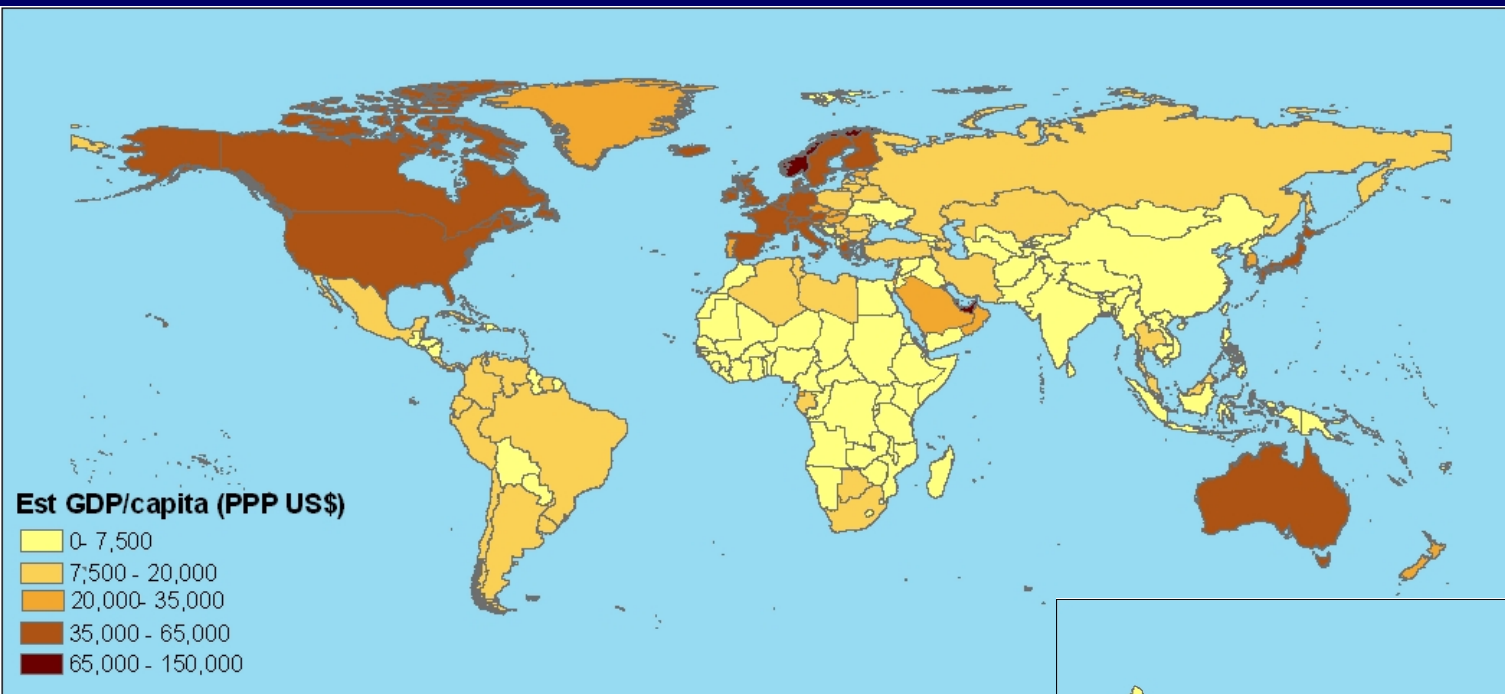 Est GDP/capita (PPP US$)
0- 7,500
7,500 - 20,000
20,000- 35,000
35,000 - 65,000
65,000 - 150,000